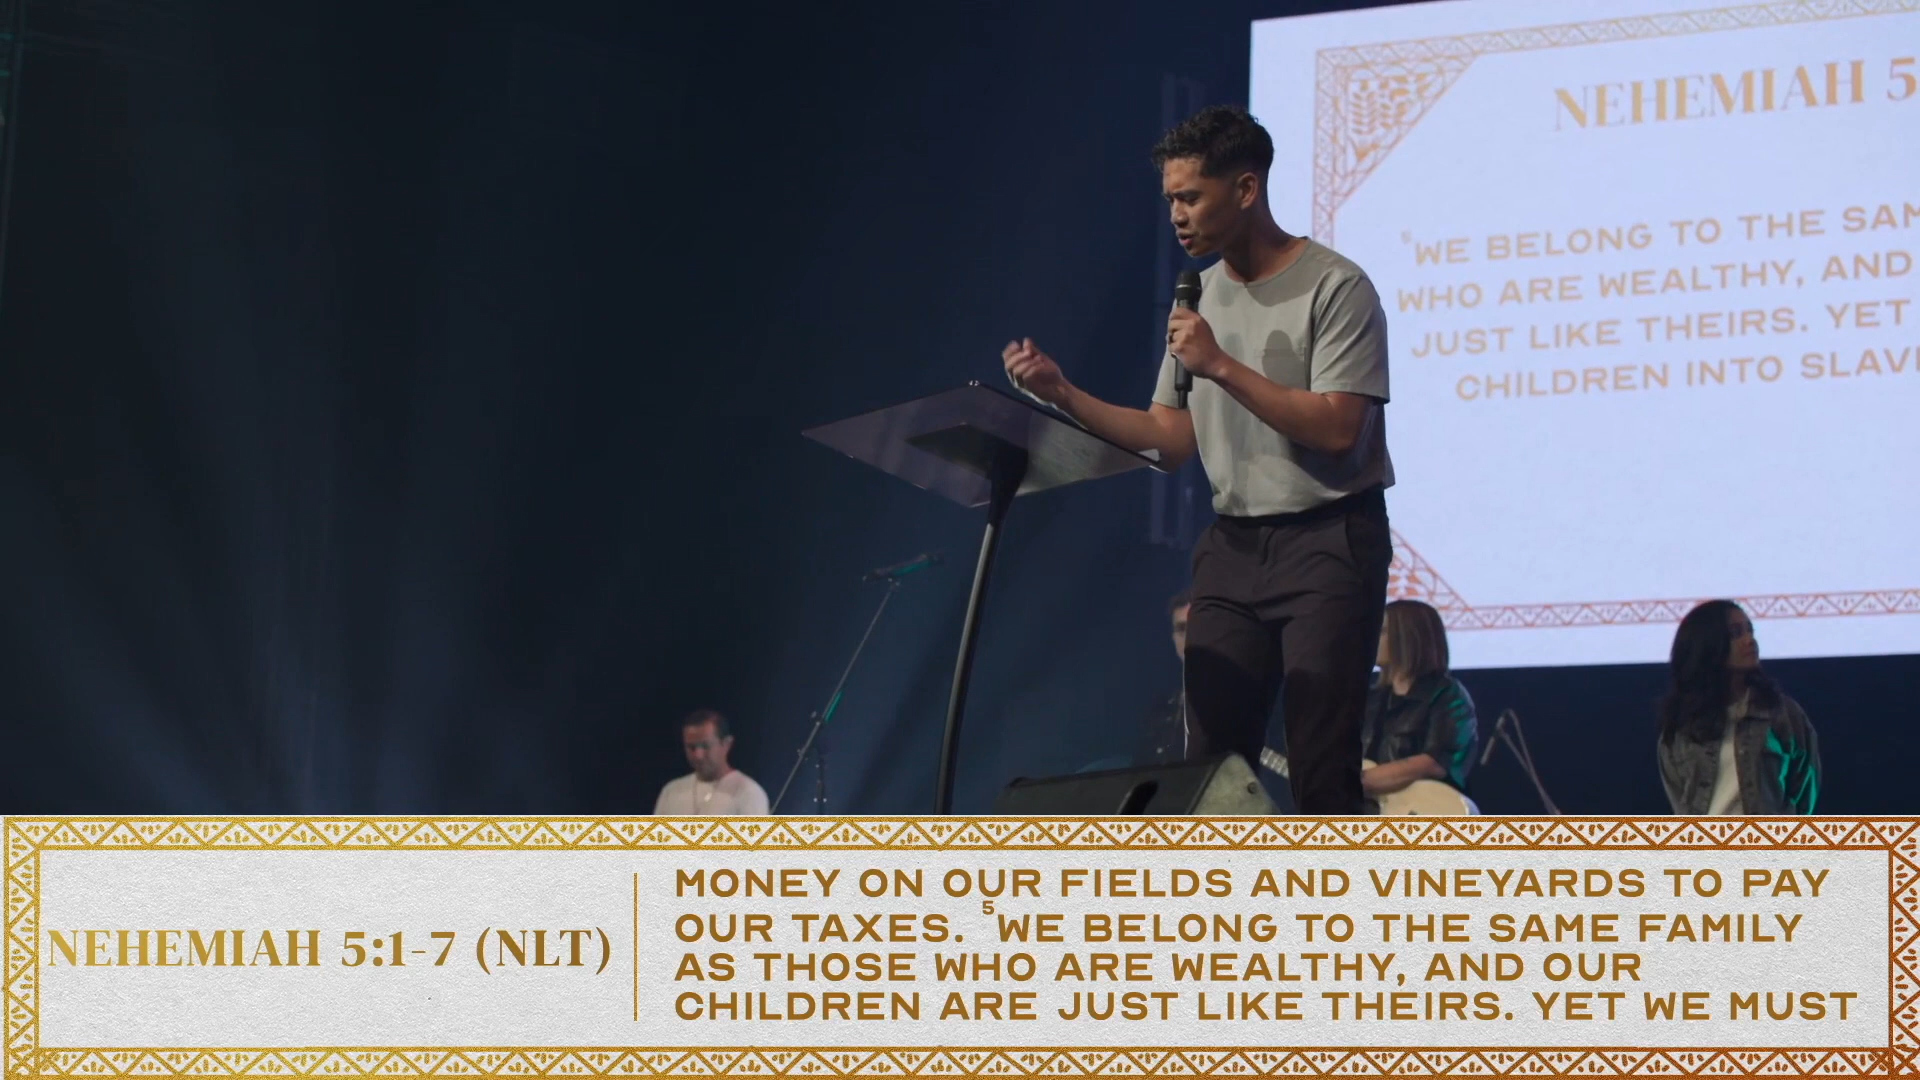 NEHEMIAH 5
⁵WE BELONG TO THE SAM
WHO ARE WEALTHY, AND
JUST LIKE THEIRS. YET
CHILDREN INTO SLAV
NEHEMIAH 5:1-7 (NLT)
MONEY ON OUR FIELDS AND VINEYARDS TO PAY
OUR TAXES. ⁵WE BELONG TO THE SAME FAMILY
AS THOSE WHO ARE WEALTHY, AND OUR
CHILDREN ARE JUST LIKE THEIRS. YET WE MUST